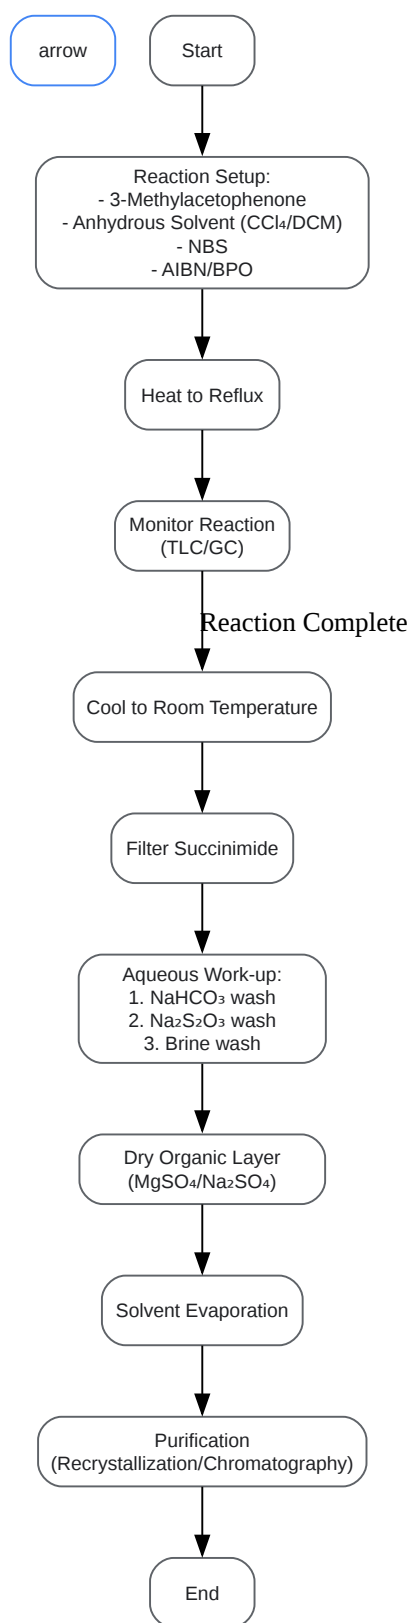 arrow
Start
Reaction Setup:
- 3-Methylacetophenone
- Anhydrous Solvent (CCl₄/DCM)
- NBS
- AIBN/BPO
Heat to Reflux
Monitor Reaction
(TLC/GC)
Reaction Complete
Cool to Room Temperature
Filter Succinimide
Aqueous Work-up:
1. NaHCO₃ wash
2. Na₂S₂O₃ wash
3. Brine wash
Dry Organic Layer
(MgSO₄/Na₂SO₄)
Solvent Evaporation
Purification
(Recrystallization/Chromatography)
End